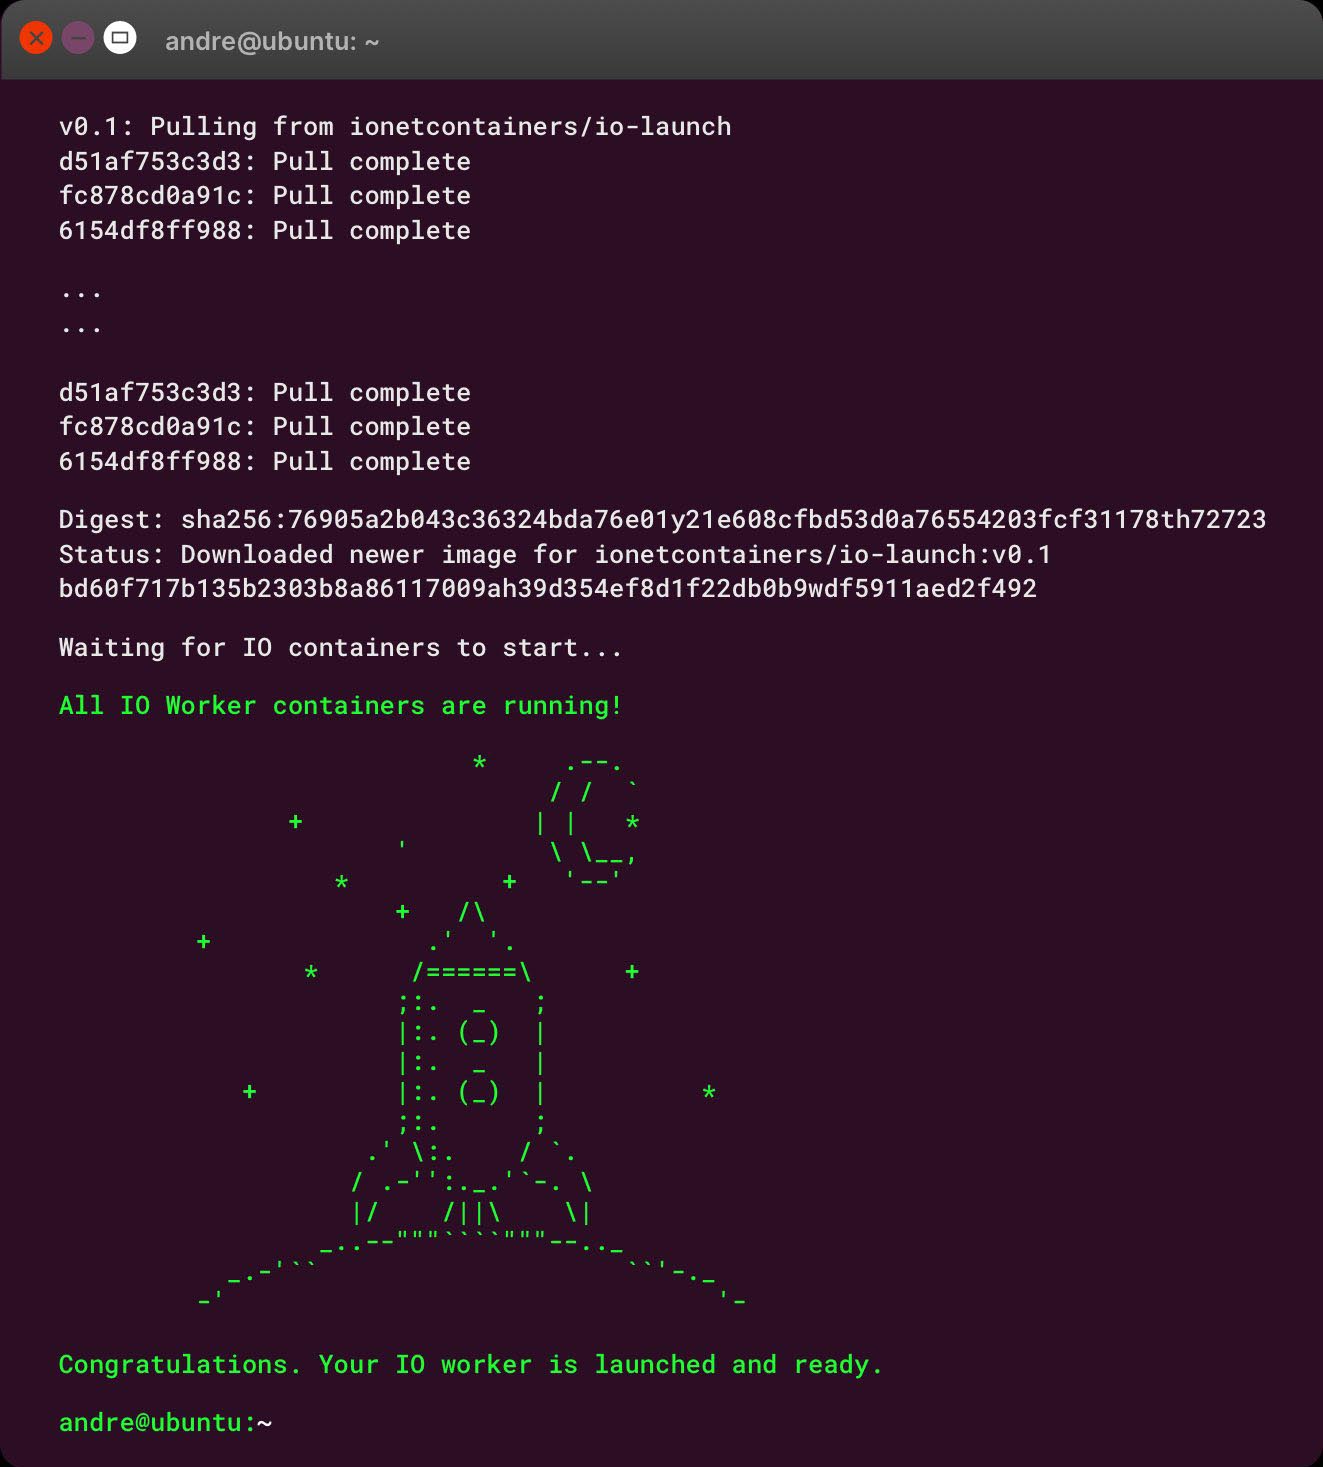 andre@ubuntu: ~
v0.1: Pulling from ionetcontainers/io-launch
d51af753c3d3: Pull complete
fc878cd0a91c: Pull complete
6154df8ff988: Pull complete
...
...
d51af753c3d3: Pull complete
fc878cd0a91c: Pull complete
6154df8ff988: Pull complete
Digest: sha256:76905a2b043c36324bda76e01y21e608cfbd53d0a76554203fcf31178th72723
Status: Downloaded newer image for ionetcontainers/io-launch:v0.1
bd60f717b135b2303b8a86117009ah39d354ef8d1f22db0b9wdf5911aed2f492
Waiting for IO containers to start...
All IO Worker containers are running!
Congratulations. Your IO worker is launched and ready.
andre@ubuntu:~